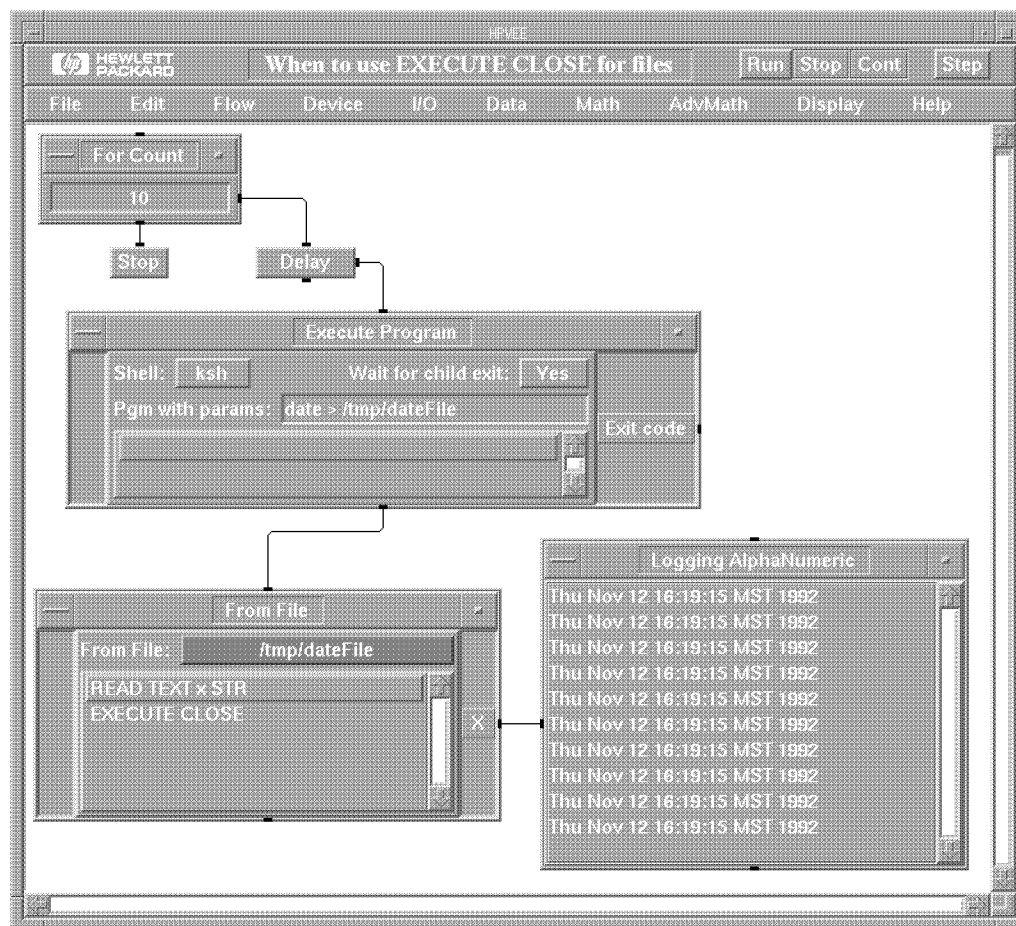 HPVEE
hp HEWLETT PACKARD When to use EXECUTE CLOSE for files Run Stop Cont Step
File Edit Flow Device I/O Data Math AdvMath Display Help
For Count
10
Stop Delay
Execute Program
Shell: ksh Wait for child exit: Yes
Pgm with params: date > /tmp/dateFile
Exit code
From File
From File: /tmp/dateFile
READ TEXT x STR
EXECUTE CLOSE
X
Logging AlphaNumeric
Thu Nov 12 16:19:15 MST 1992
Thu Nov 12 16:19:15 MST 1992
Thu Nov 12 16:19:15 MST 1992
Thu Nov 12 16:19:15 MST 1992
Thu Nov 12 16:19:15 MST 1992
Thu Nov 12 16:19:15 MST 1992
Thu Nov 12 16:19:15 MST 1992
Thu Nov 12 16:19:15 MST 1992
Thu Nov 12 16:19:15 MST 1992
Thu Nov 12 16:19:15 MST 1992